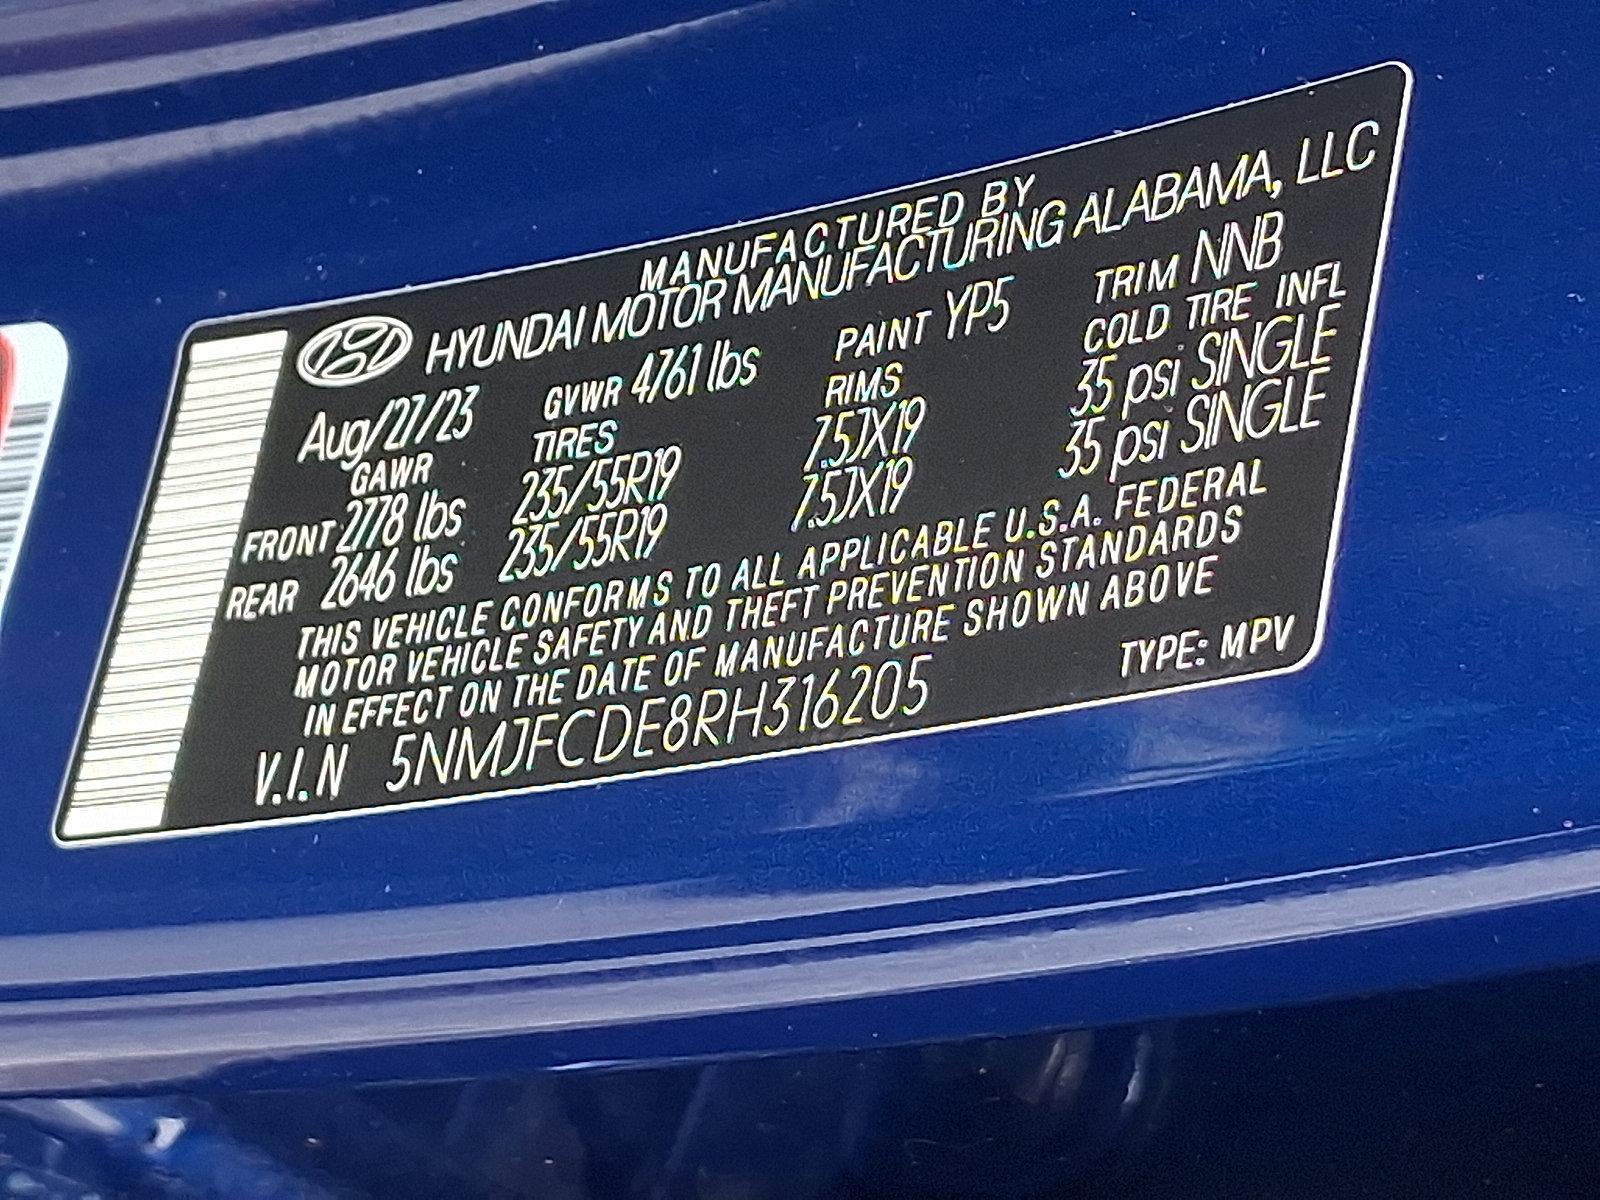 MANUFACTURED BY
HYUNDAI MOTOR MANUFACTURING ALABAMA, LLC
Aug/27/23 GVWR 4761 lbs PAINT YP5 TRIM NNB
GAWR TIRES RIMS COLD TIRE INFL
FRONT 2778 lbs 235/55R19 7.5JX19 35 psi SINGLE
REAR 2646 lbs 235/55R19 7.5JX19 35 psi SINGLE
THIS VEHICLE CONFORMS TO ALL APPLICABLE U.S.A. FEDERAL
MOTOR VEHICLE SAFETY AND THEFT PREVENTION STANDARDS
IN EFFECT ON THE DATE OF MANUFACTURE SHOWN ABOVE
V.I.N 5NMJFCDE8RH316205 TYPE: MPV